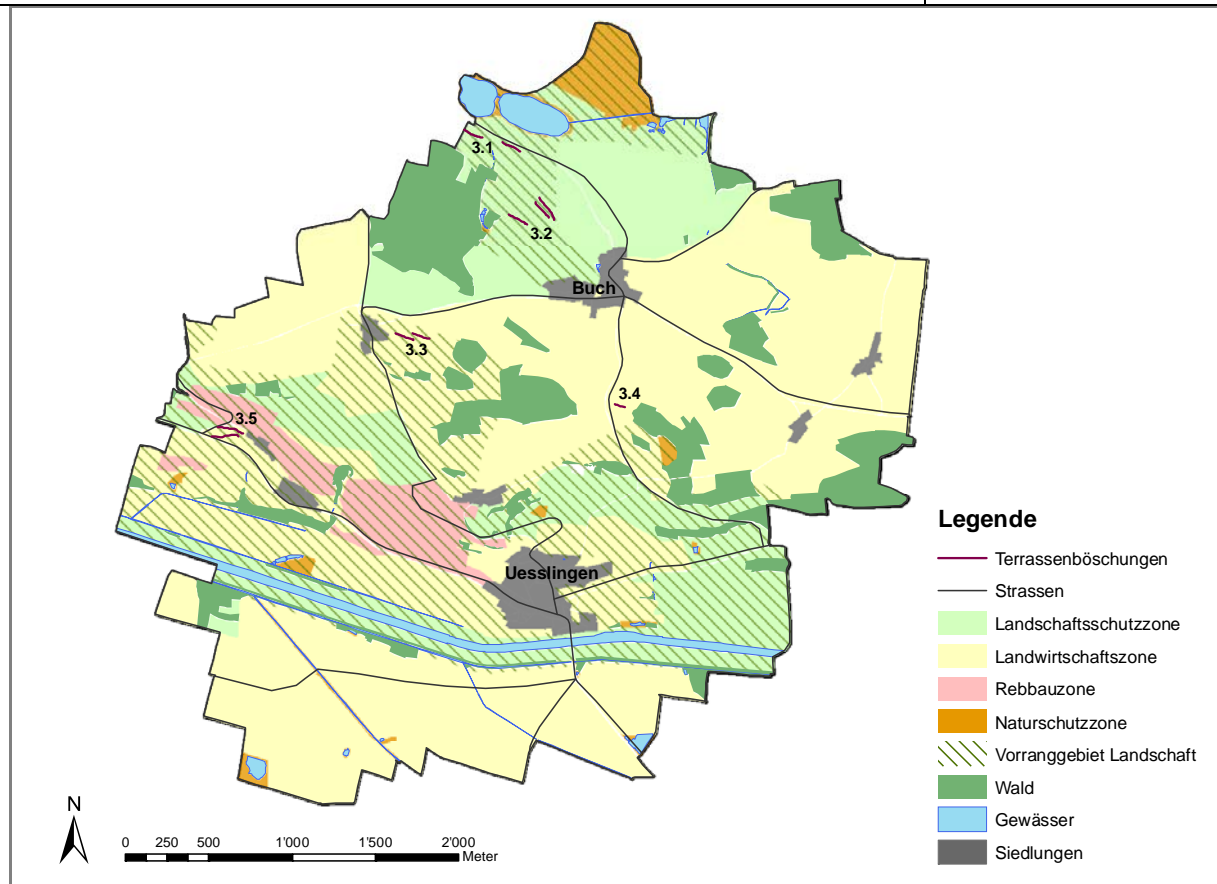 3.1
3.2
Buch
3.3
3.4
3.5
Uesslingen
Legende
Terrassenböschungen
Strassen
Landschaftsschutzzone
Landwirtschaftszone
Rebbauzone
Naturschutzzone
Vorranggebiet Landschaft
Wald
Gewässer
Siedlungen
N
0 250 500 1'000 1'500 2'000
Meter